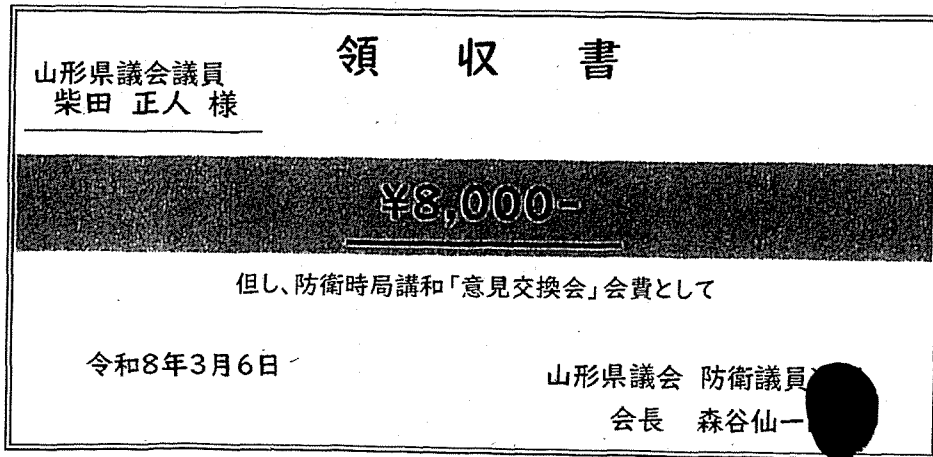 領収書
山形県議会議員
柴田 正人 様
¥8,000-
但し、防衛時局講和「意見交換会」会費として
令和8年3月6日
山形県議会 防衛議員
会長 森谷仙一